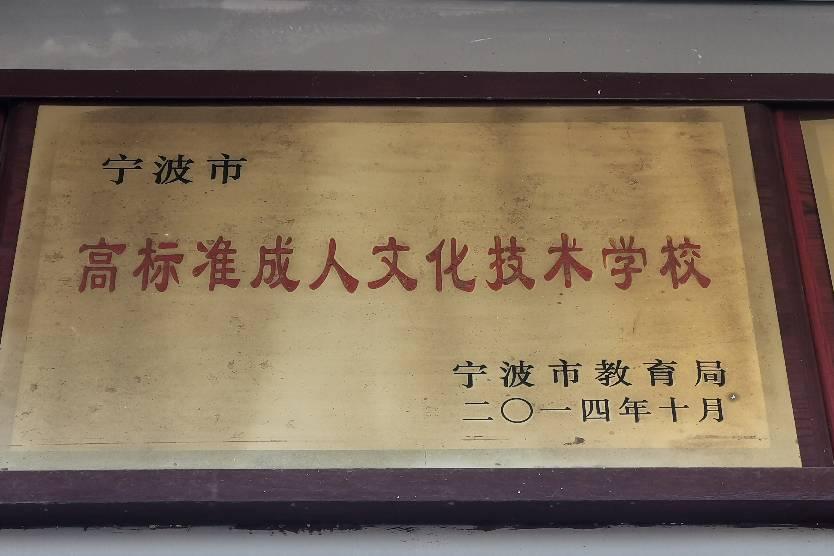 宁波市
高标准成人文化技术学校
宁波市教育局
二〇一四年十月